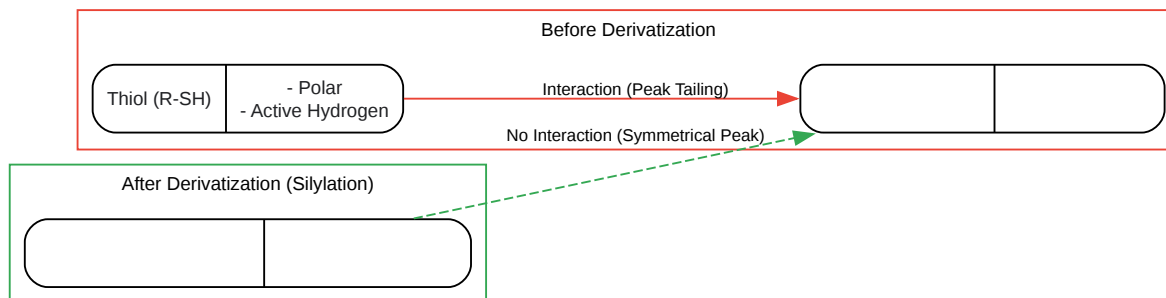 Before Derivatization
Thiol (R-SH)
- Polar
- Active Hydrogen
Interaction (Peak Tailing)
No Interaction (Symmetrical Peak)
After Derivatization (Silylation)